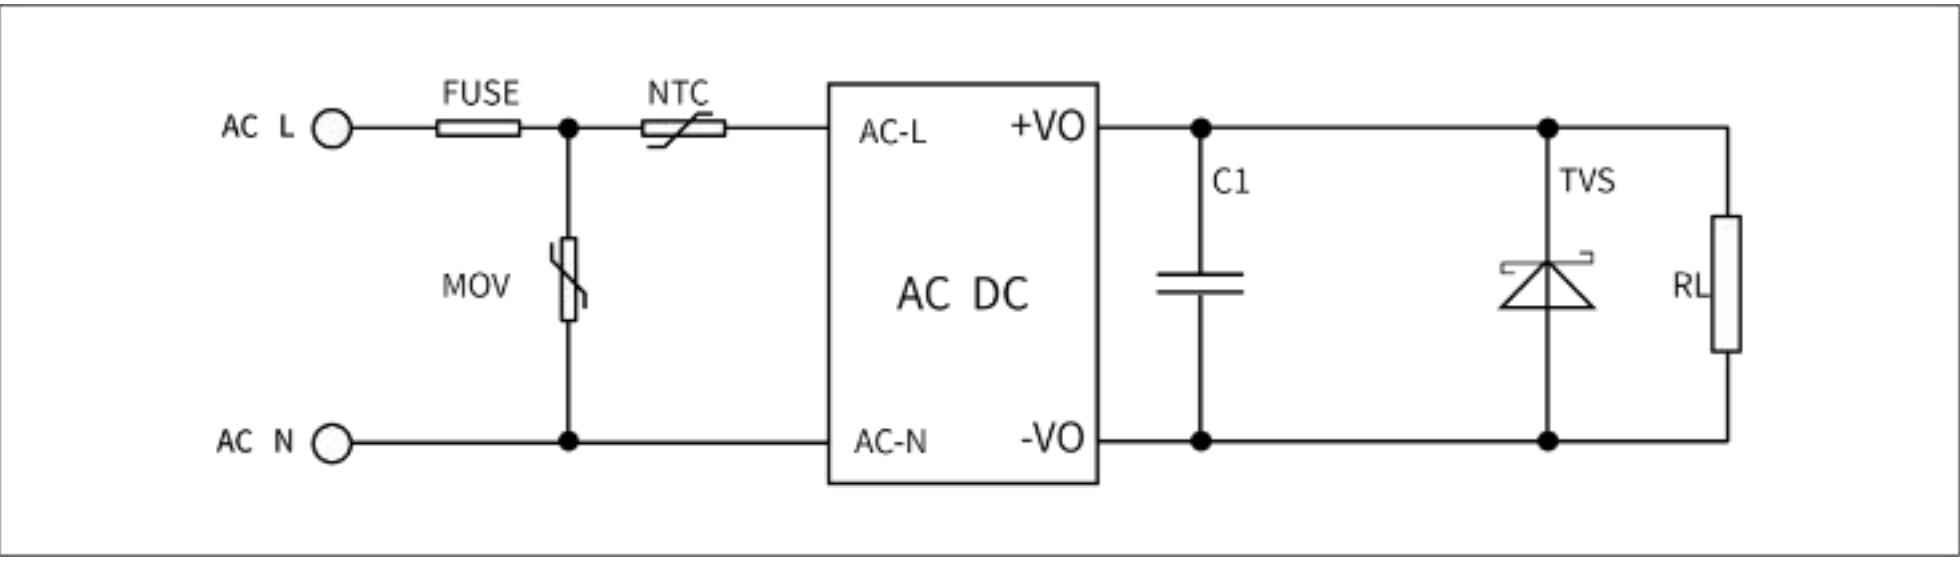 FUSE
NTC
AC L
AC-L
+VO
C1
TVS
MOV
AC DC
RL
AC N
AC-N
-VO